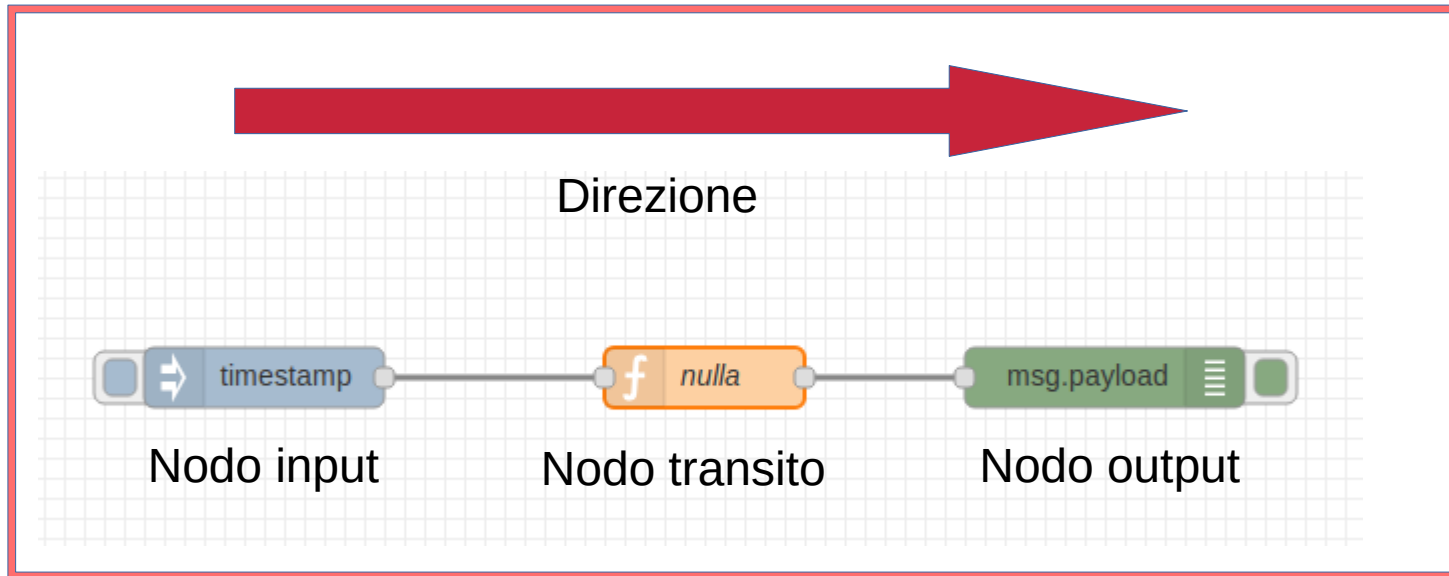 Direzione
timestamp
nulla
msg.payload
Nodo input
Nodo transito
Nodo output